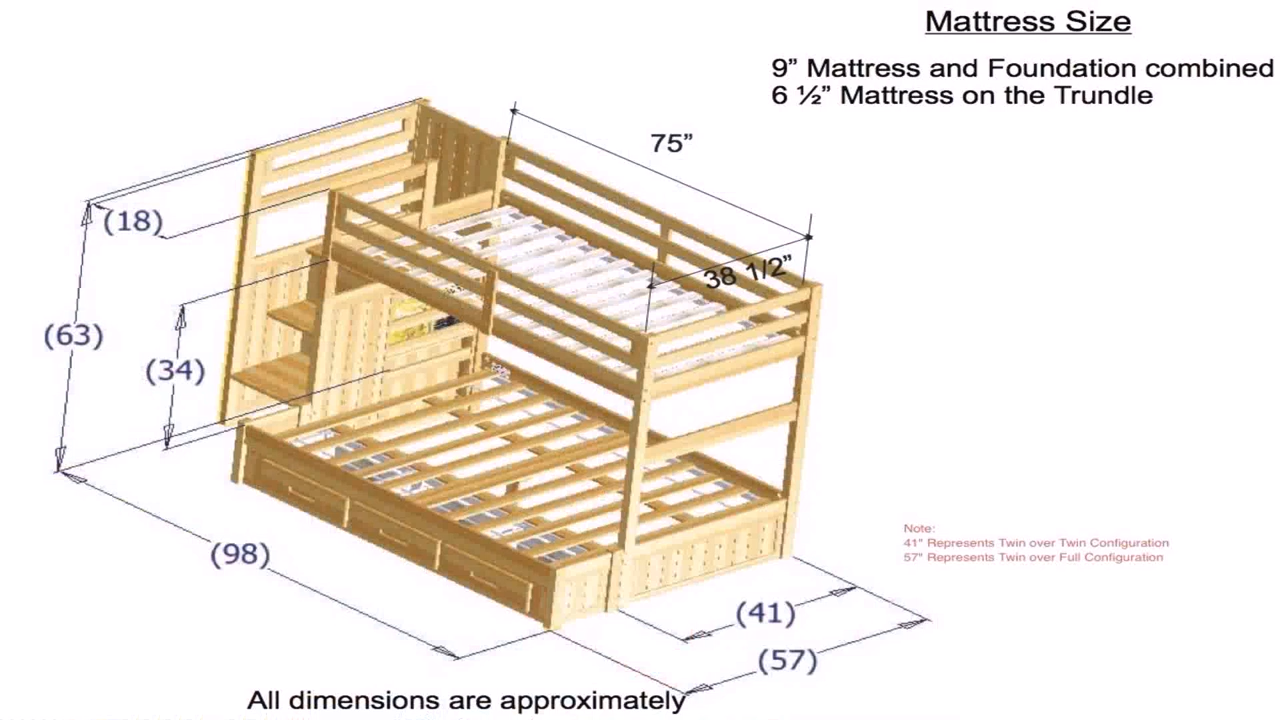 Mattress Size
9” Mattress and Foundation combined
6 ½” Mattress on the Trundle
75”
38 1/2”
(18)
(63)
(34)
(98)
(41)
(57)
Note:
41" Represents Twin over Twin Configuration
57" Represents Twin over Full Configuration
All dimensions are approximately